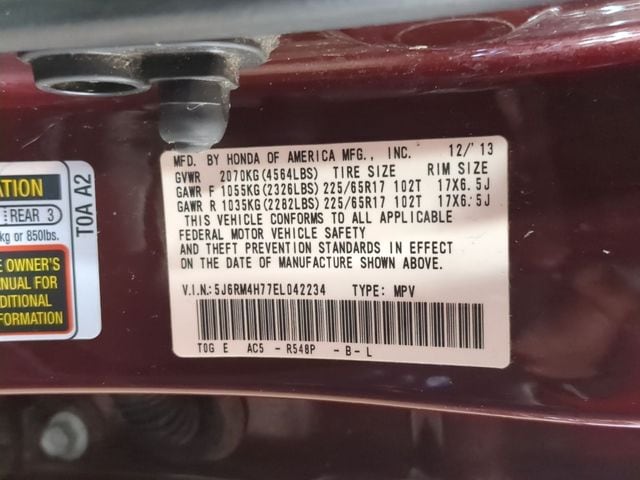 ATION
REAR 3
kg or 850lbs.
E OWNER'S
ANUAL FOR
DITIONAL
FORMATION
T0A A2
MFD. BY HONDA OF AMERICA MFG., INC. 12/'13
GVWR 2070KG(4564LBS) TIRE SIZE RIM SIZE
GAWR F 1055KG(2326LBS) 225/65R17 102T 17X6.5J
GAWR R 1035KG(2282LBS) 225/65R17 102T 17X6.5J
THIS VEHICLE CONFORMS TO ALL APPLICABLE
FEDERAL MOTOR VEHICLE SAFETY
AND THEFT PREVENTION STANDARDS IN EFFECT
ON THE DATE OF MANUFACTURE SHOWN ABOVE.
V.I.N.:5J6RM4H77EL042234 TYPE: MPV
T0G E AC5 - R548P - B - L